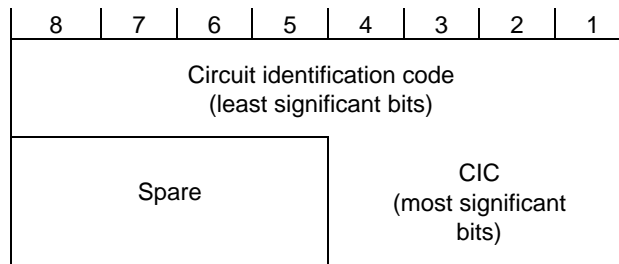 8 7 6 5 4 3 2 1
Circuit identification code
(least significant bits)
Spare
CIC
(most significant
bits)